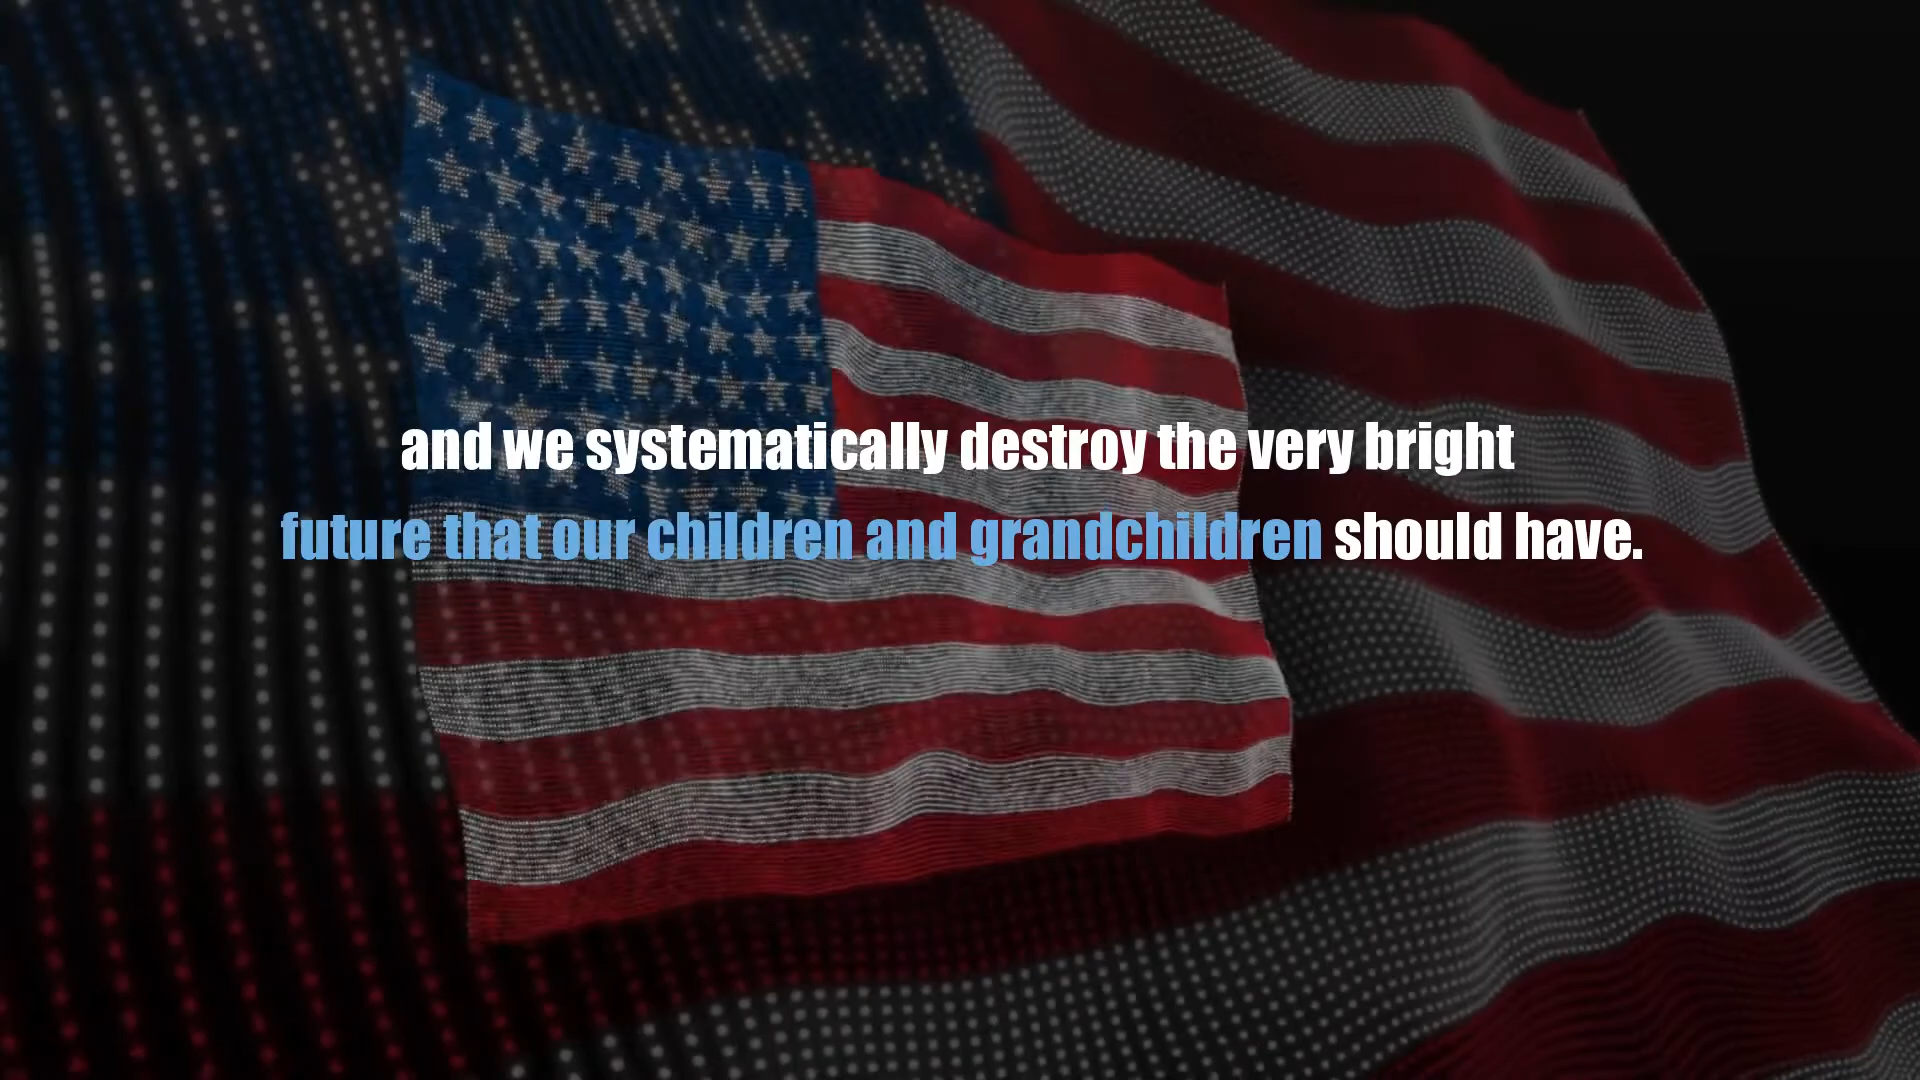 and we systematically destroy the very bright
future that our children and grandchildren should have.